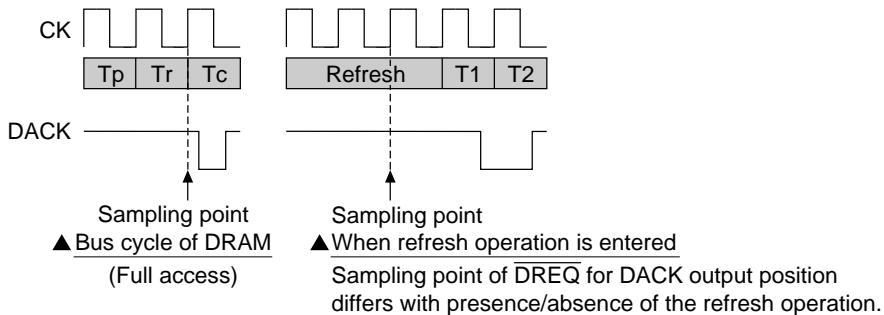 CK
Tp Tr Tc Refresh T1 T2
DACK
Sampling point
▲Bus cycle of DRAM
(Full access)
Sampling point
▲When refresh operation is entered
Sampling point of DREQ for DACK output position
differs with presence/absence of the refresh operation.